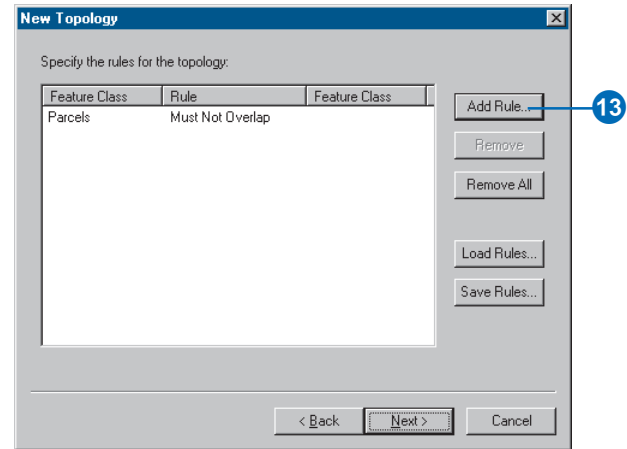 New Topology
Specify the rules for the topology:
Feature Class Rule Feature Class
Parcels Must Not Overlap
Add Rule...
13
Remove
Remove All
Load Rules...
Save Rules...
< Back Next > Cancel